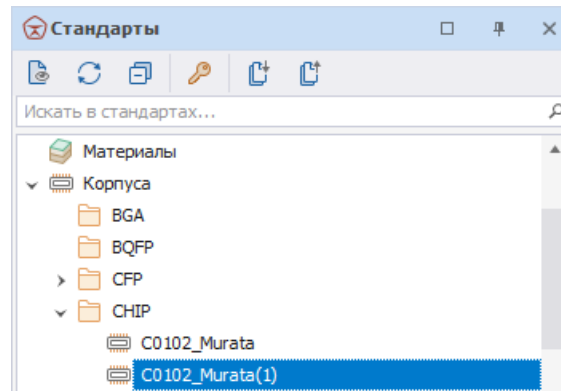 Стандарты
Искать в стандартах...
Материалы
Корпуса
BGA
BQFP
CFP
CHIP
C0102_Murata
C0102_Murata(1)